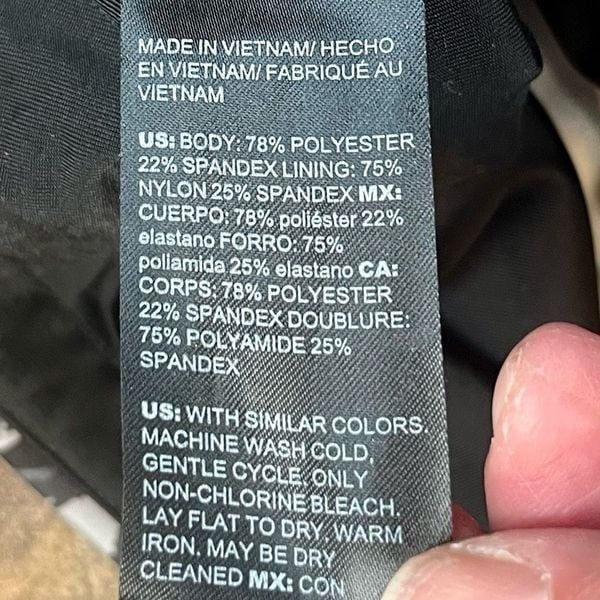 MADE IN VIETNAM/ HECHO
EN VIETNAM/ FABRIQUÉ AU
VIETNAM
US: BODY: 78% POLYESTER
22% SPANDEX LINING: 75%
NYLON 25% SPANDEX MX:
CUERPO: 78% poliéster 22%
elastano FORRO: 75%
poliamida 25% elastano CA:
CORPS: 78% POLYESTER
22% SPANDEX DOUBLURE:
75% POLYAMIDE 25%
SPANDEX
US: WITH SIMILAR COLORS.
MACHINE WASH COLD,
GENTLE CYCLE. ONLY
NON-CHLORINE BLEACH.
LAY FLAT TO DRY. WARM
IRON. MAY BE DRY
CLEANED MX: CON